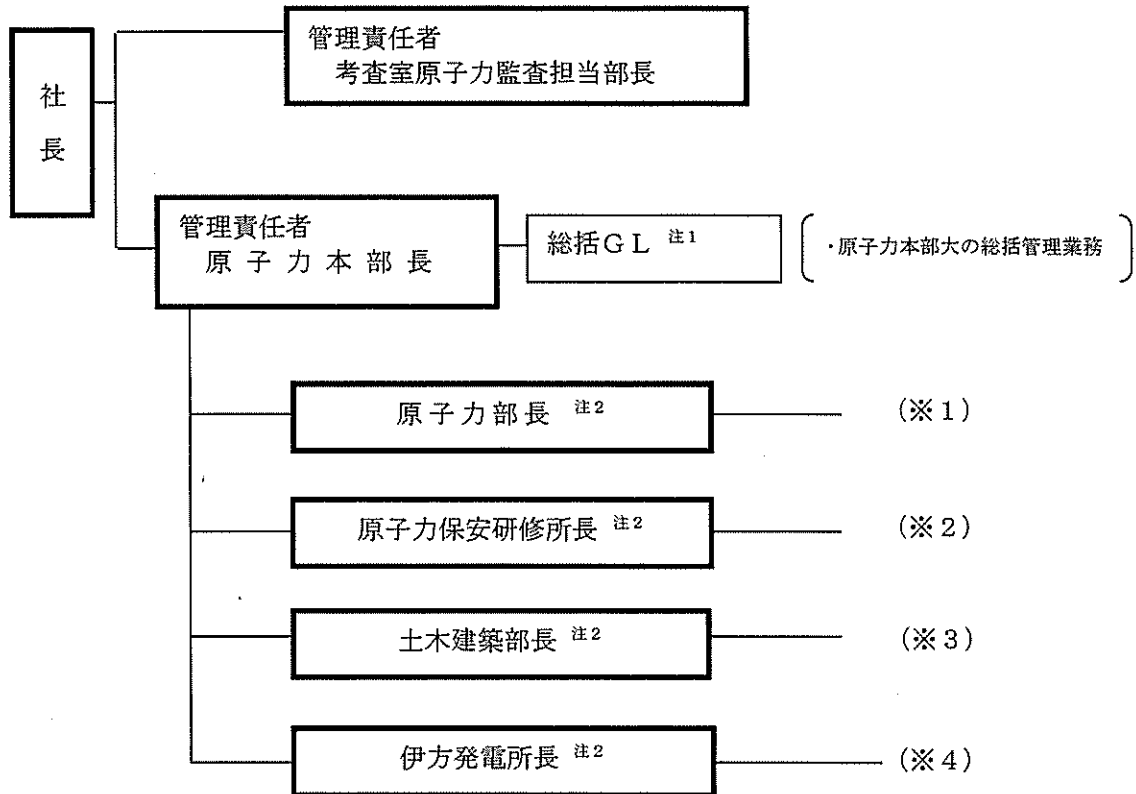 社長
管理責任者
考査室原子力監査担当部長
管理責任者
原子力本部長
総括GL 注1
・原子力本部大の総括管理業務
原子力部長 注2
(※1)
原子力保安研修所長 注2
(※2)
土木建築部長 注2
(※3)
伊方発電所長 注2
(※4)